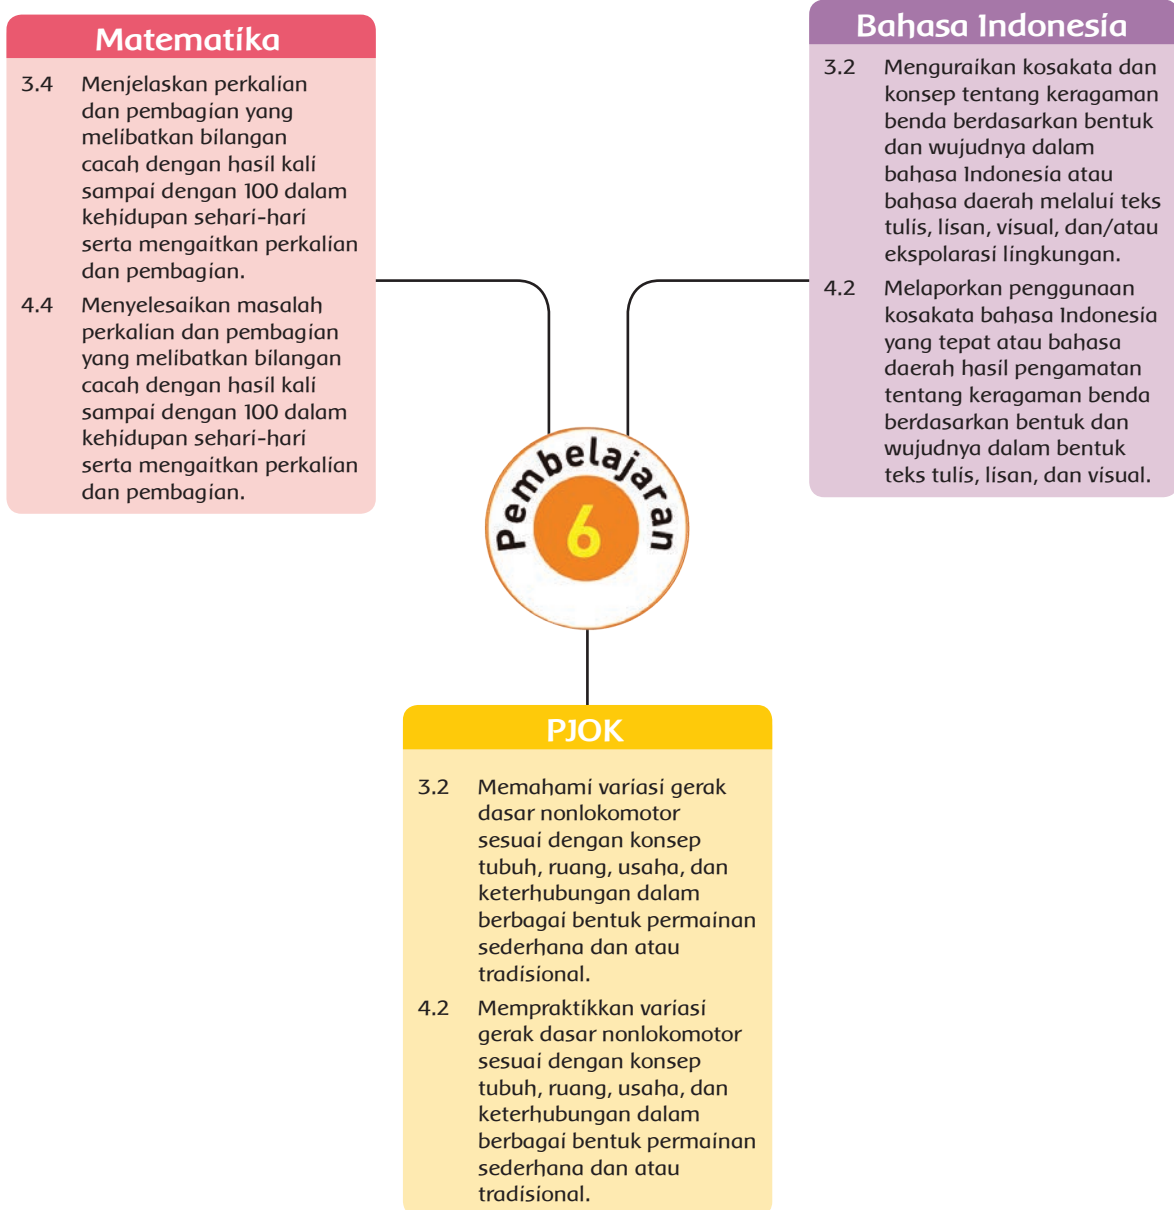 Matematika
3.4 Menjelaskan perkalian
dan pembagian yang
melibatkan bilangan
cacah dengan hasil kali
sampai dengan 100 dalam
kehidupan sehari-hari
serta mengaitkan perkalian
dan pembagian.
4.4 Menyelesaikan masalah
perkalian dan pembagian
yang melibatkan bilangan
cacah dengan hasil kali
sampai dengan 100 dalam
kehidupan sehari-hari
serta mengaitkan perkalian
dan pembagian.
Bahasa Indonesia
3.2 Menguraikan kosakata dan
konsep tentang keragaman
benda berdasarkan bentuk
dan wujudnya dalam
bahasa Indonesia atau
bahasa daerah melalui teks
tulis, lisan, visual, dan/atau
ekspolarasi lingkungan.
4.2 Melaporkan penggunaan
kosakata bahasa Indonesia
yang tepat atau bahasa
daerah hasil pengamatan
tentang keragaman benda
berdasarkan bentuk dan
wujudnya dalam bentuk
teks tulis, lisan, dan visual.
Pembelajaran
6
PJOK
3.2 Memahami variasi gerak
dasar nonlokomotor
sesuai dengan konsep
tubuh, ruang, usaha, dan
keterhubungan dalam
berbagai bentuk permainan
sederhana dan atau
tradisional.
4.2 Mempraktikkan variasi
gerak dasar nonlokomotor
sesuai dengan konsep
tubuh, ruang, usaha, dan
keterhubungan dalam
berbagai bentuk permainan
sederhana dan atau
tradisional.